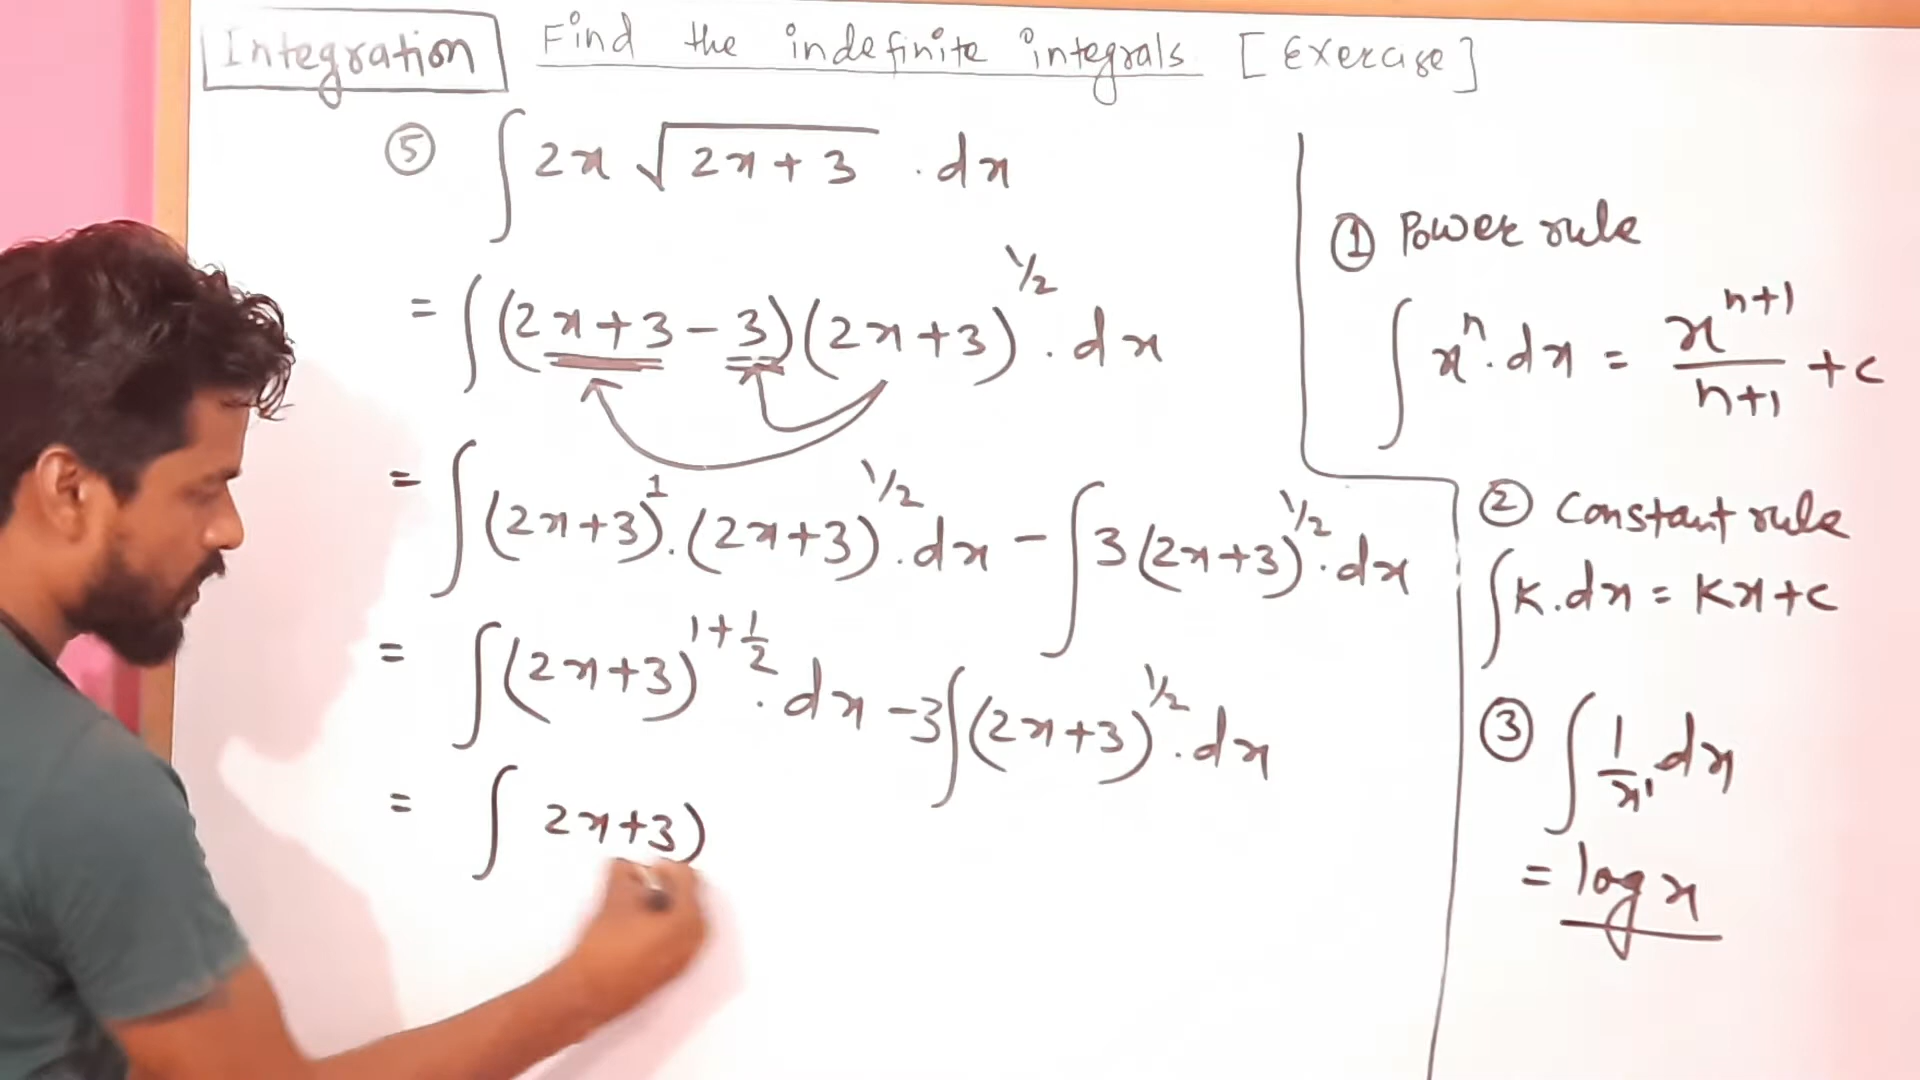 Integration Find the indefinite integrals [Exercise]
⑤ ∫ 2x √(2x+3) . dx
= ∫ (2x+3-3)(2x+3)^1/2 . dx
= ∫ (2x+3)^1 . (2x+3)^1/2 . dx - ∫ 3(2x+3)^1/2 . dx
= ∫ (2x+3)^(1+1/2) . dx - 3∫ (2x+3)^1/2 . dx
= ∫ 2x+3)
① Power rule
∫ x^n . dx = x^(n+1)/(n+1) + c
② Constant rule
∫ K . dx = Kx + c
③ ∫ 1/x^1 . dx
= log x